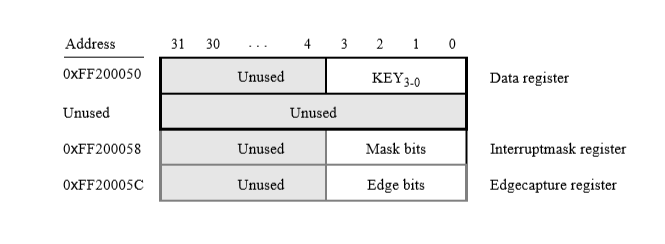 Address 31 30 ... 4 3 2 1 0
0xFF200050 Unused KEY3-0 Data register
Unused Unused
0xFF200058 Unused Mask bits Interruptmask register
0xFF20005C Unused Edge bits Edgecapture register